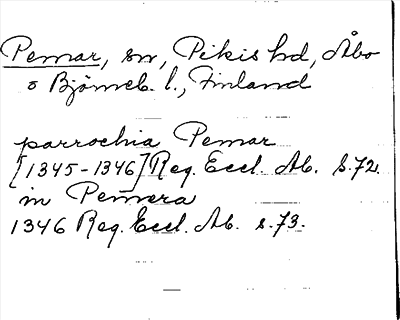 Pemar, sn, Pikis hd, Åbo
o Björneb. l., Finland
parrochia Pemar
[1345-1346] Reg. Eccl. Ab. S.72.
in Pemera
1346 Reg. Eccl. Ab. s.73.